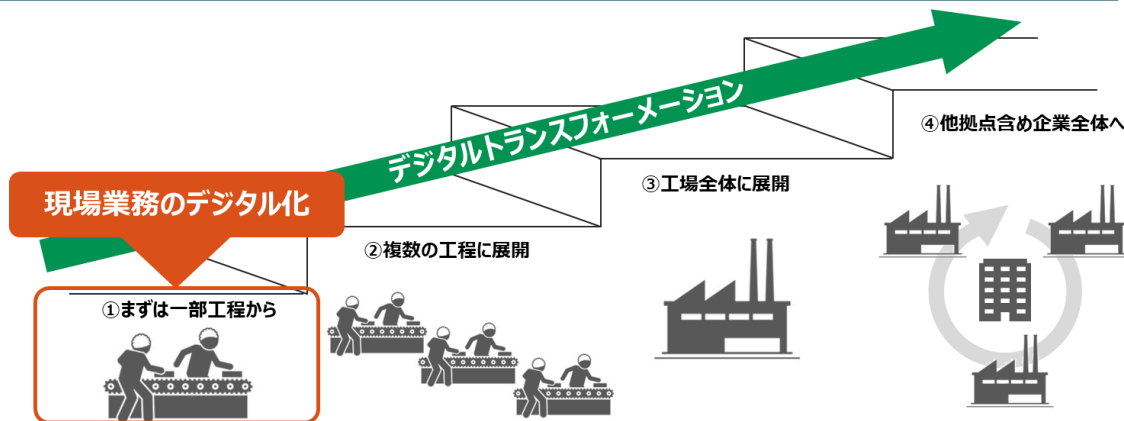 デジタルトランスフォーメーション
現場業務のデジタル化
①まずは一部工程から
②複数の工程に展開
③工場全体に展開
④他拠点含め企業全体へ